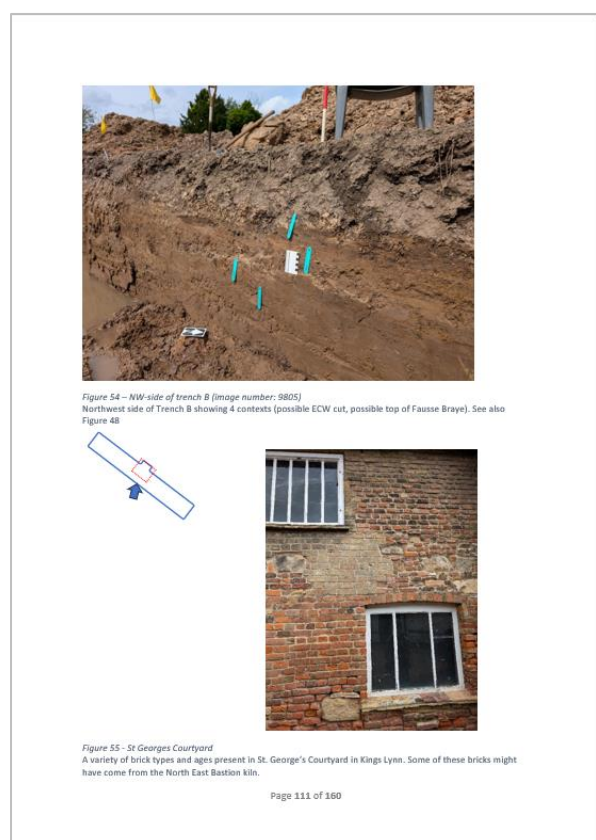 Figure 54 – NW-side of trench B (image number: 9805)
Northwest side of Trench B showing 4 contexts (possible ECW cut, possible top of Fausse Braye). See also
Figure 48
Figure 55 - St Georges Courtyard
A variety of brick types and ages present in St. George's Courtyard in Kings Lynn. Some of these bricks might
have come from the North East Bastion kiln.
Page 111 of 160